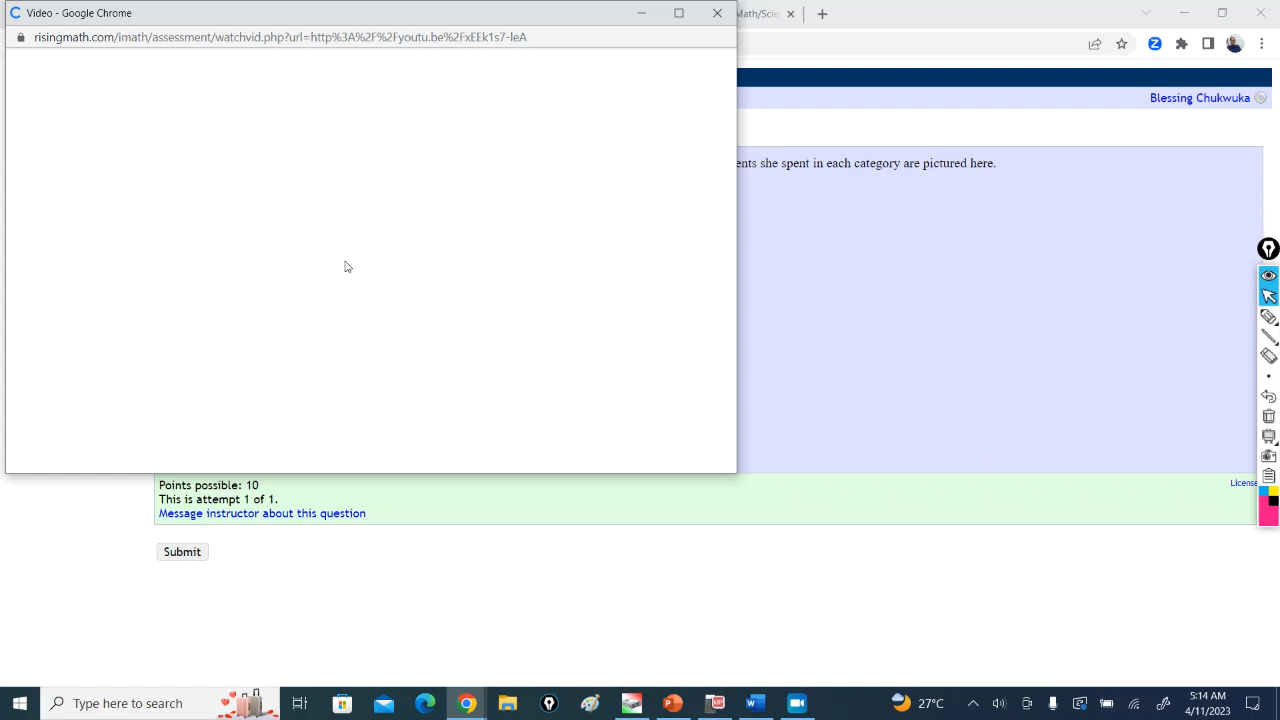 Video - Google Chrome
Math/Scie
risingmath.com/imath/assessment/watchvid.php?url=http%3A%2F%2Fyoutu.be%2FxEEk1s7-leA
Blessing Chukwuka
ents she spent in each category are pictured here.
Points possible: 10
License
This is attempt 1 of 1.
Message instructor about this question
Submit
Type here to search
27°C
5:14 AM
4/11/2023